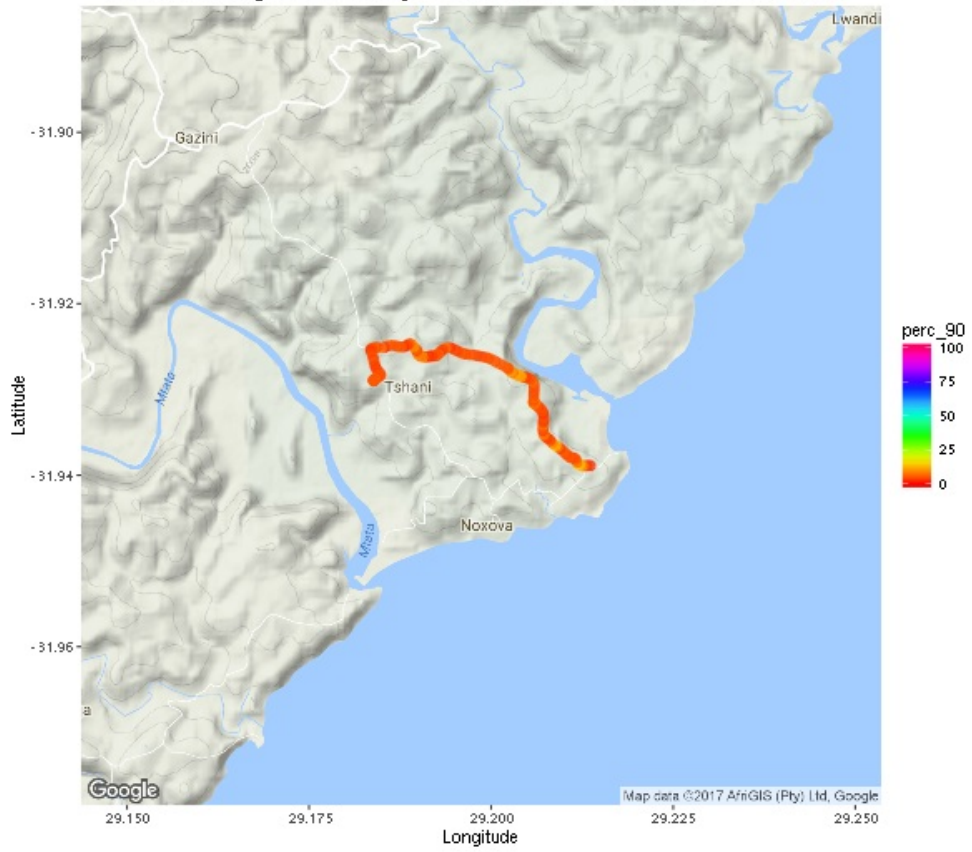 Lwandi
-31.90
Gazini
-31.92
perc_90
100
75
50
25
0
Mtata
Tshani
Latitude
-31.94
Noxova
Mtata
-31.96
a
Google
Map data ©2017 AfriGIS (Pty) Ltd, Google
29.150
29.175
29.200
29.225
29.250
Longitude